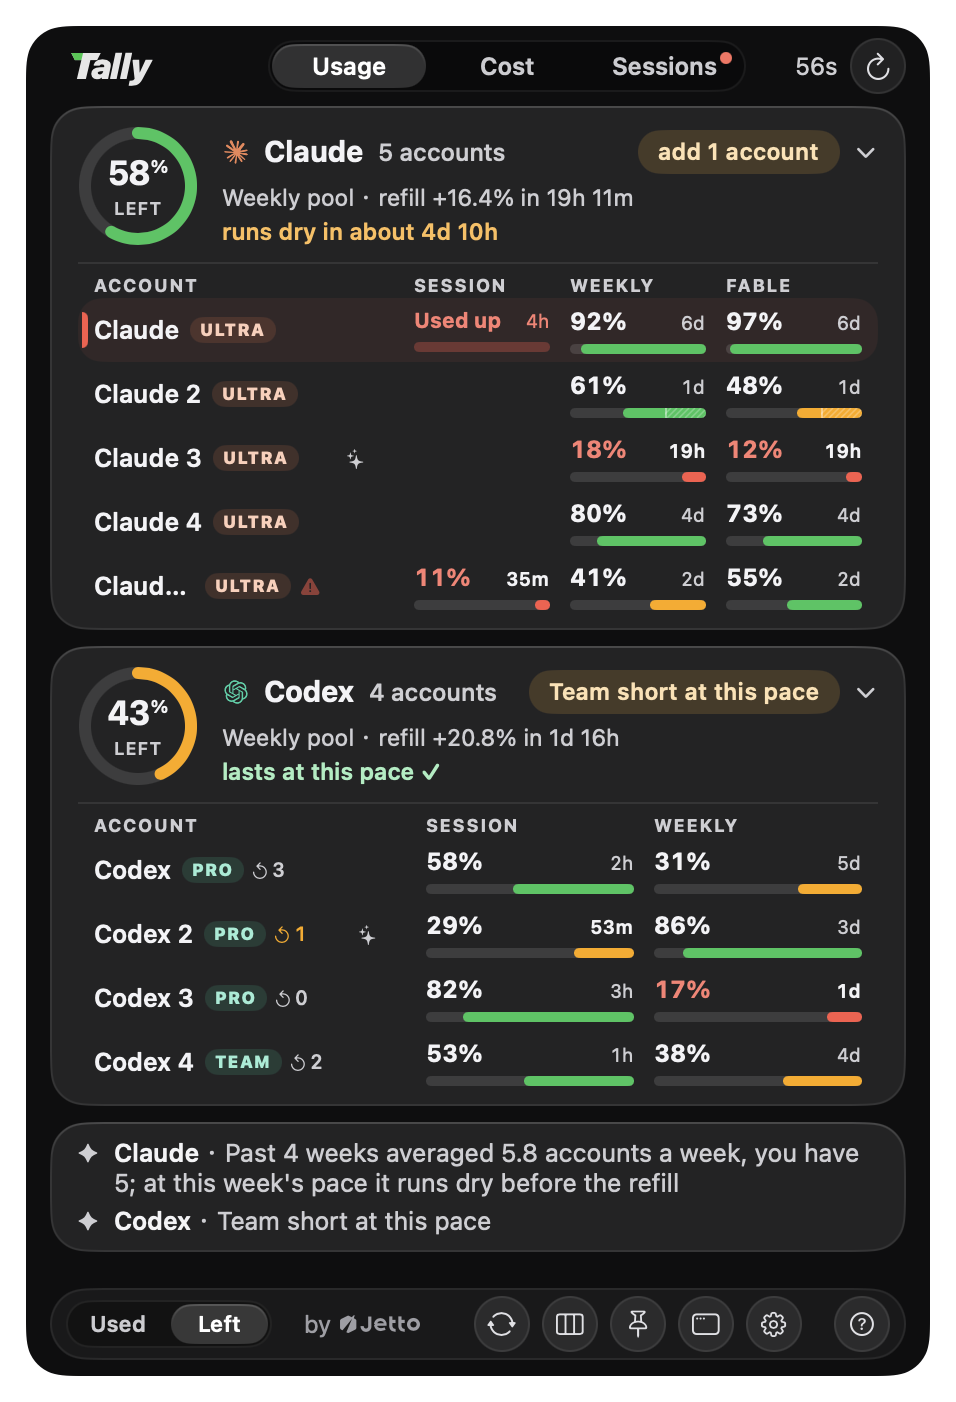 Tally
Usage Cost Sessions 56s
58% LEFT
Claude 5 accounts add 1 account
Weekly pool · refill +16.4% in 19h 11m
runs dry in about 4d 10h
ACCOUNT SESSION WEEKLY FABLE
Claude ULTRA Used up 4h 92% 6d 97% 6d
Claude 2 ULTRA 61% 1d 48% 1d
Claude 3 ULTRA 18% 19h 12% 19h
Claude 4 ULTRA 80% 4d 73% 4d
Claud... ULTRA 11% 35m 41% 2d 55% 2d
43% LEFT
Codex 4 accounts Team short at this pace
Weekly pool · refill +20.8% in 1d 16h
lasts at this pace ✓
ACCOUNT SESSION WEEKLY
Codex PRO 3 58% 2h 31% 5d
Codex 2 PRO 1 29% 53m 86% 3d
Codex 3 PRO 0 82% 3h 17% 1d
Codex 4 TEAM 2 53% 1h 38% 4d
Claude · Past 4 weeks averaged 5.8 accounts a week, you have
5; at this week's pace it runs dry before the refill
Codex · Team short at this pace
Used Left by Jetto ?